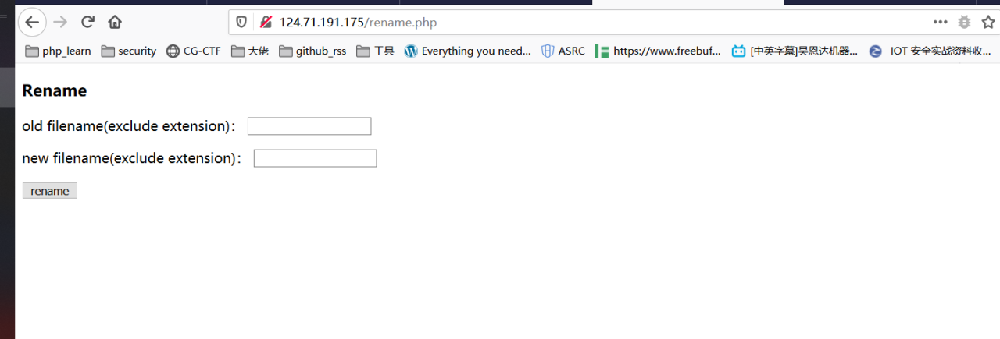 124.71.191.175/rename.php
php_learn security CG-CTF 大佬 github_rss 工具 Everything you need... ASRC https://www.freebuf... [中英字幕]吴恩达机器... IOT 安全实战资料收...
Rename
old filename(exclude extension):
new filename(exclude extension):
rename